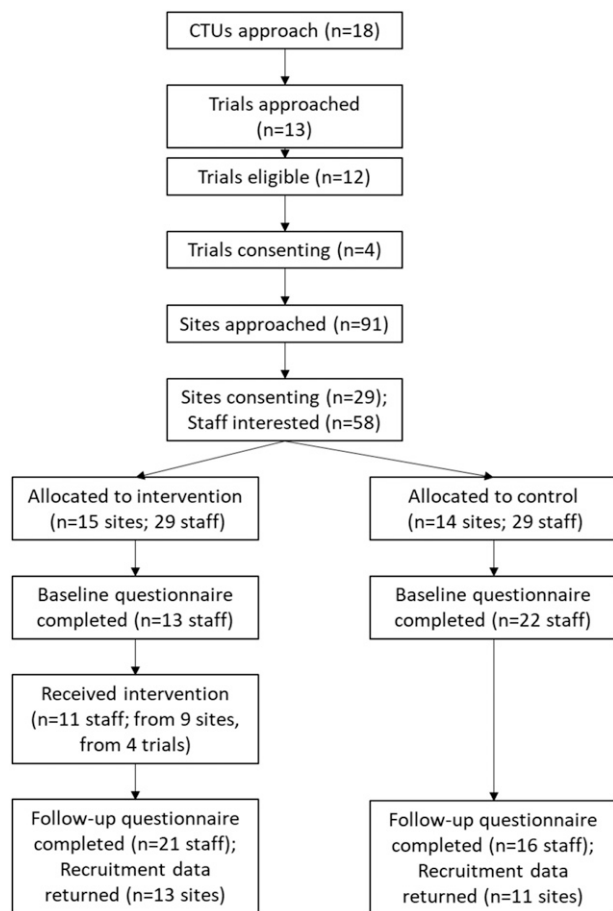 CTUs approach (n=18)
Trials approached
(n=13)
Trials eligible (n=12)
Trials consenting (n=4)
Sites approached (n=91)
Sites consenting (n=29);
Staff interested (n=58)
Allocated to intervention
(n=15 sites; 29 staff)
Allocated to control
(n=14 sites; 29 staff)
Baseline questionnaire
completed (n=13 staff)
Baseline questionnaire
completed (n=22 staff)
Received intervention
(n=11 staff; from 9 sites,
from 4 trials)
Follow-up questionnaire
completed (n=21 staff);
Recruitment data
returned (n=13 sites)
Follow-up questionnaire
completed (n=16 staff);
Recruitment data
returned (n=11 sites)